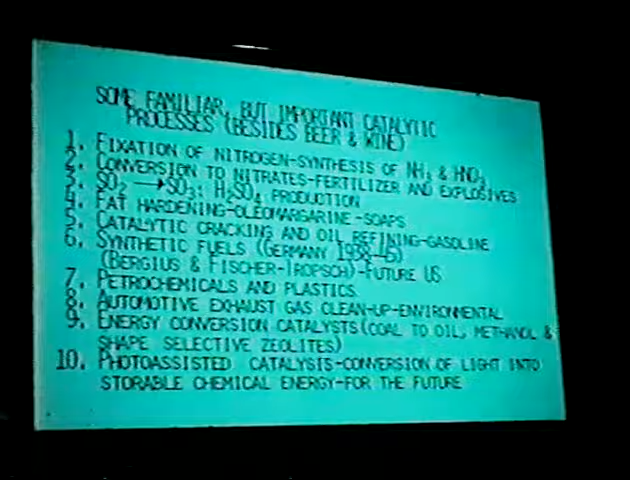 SOME FAMILIAR, BUT IMPORTANT CATALYTIC
PROCESSES (BESIDES BEER & WINE)
1. FIXATION OF NITROGEN-SYNTHESIS OF NH₃ & HNO₃
2. CONVERSION TO NITRATES-FERTILIZER AND EXPLOSIVES
3. SO₂ → SO₃: H₂SO₄ PRODUCTION
4. FAT HARDENING-OLEOMARGARINE-SOAPS
5. CATALYTIC CRACKING AND OIL REFINING-GASOLINE
6. SYNTHETIC FUELS (GERMANY 1938-45)
(BERGIUS & FISCHER-TROPSCH)-FUTURE US
7. PETROCHEMICALS AND PLASTICS
8. AUTOMOTIVE EXHAUST GAS CLEAN-UP-ENVIRONMENTAL
9. ENERGY CONVERSION CATALYSTS(COAL TO OIL, METHANOL &
SHAPE SELECTIVE ZEOLITES)
10. PHOTOASSISTED CATALYSIS-CONVERSION OF LIGHT INTO
STORABLE CHEMICAL ENERGY-FOR THE FUTURE